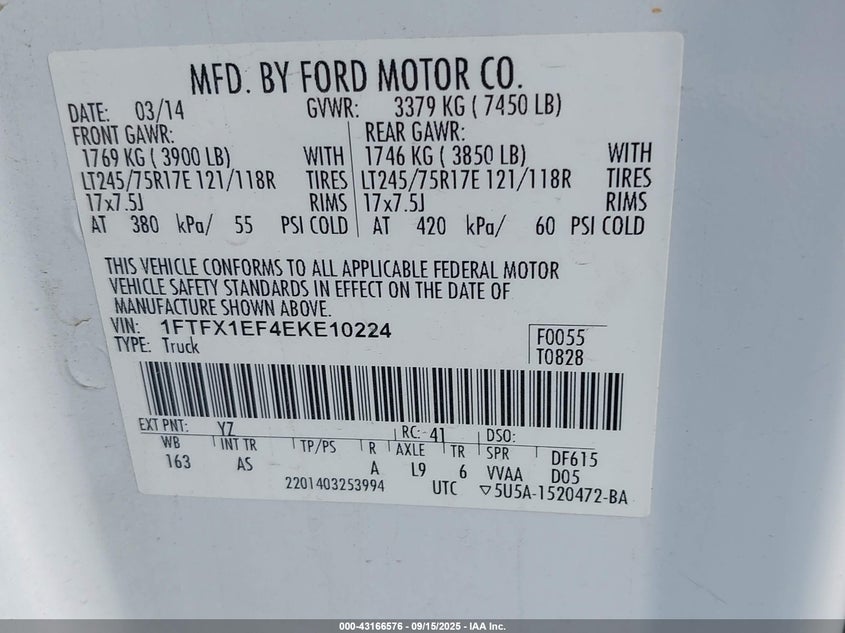 MFD. BY FORD MOTOR CO.
DATE: 03/14 GVWR: 3379 KG ( 7450 LB)
FRONT GAWR: REAR GAWR:
1769 KG ( 3900 LB) WITH 1746 KG ( 3850 LB) WITH
LT245/75R17E 121/118R TIRES LT245/75R17E 121/118R TIRES
17x7.5J RIMS 17x7.5J RIMS
AT 380 kPa/ 55 PSI COLD AT 420 kPa/ 60 PSI COLD
THIS VEHICLE CONFORMS TO ALL APPLICABLE FEDERAL MOTOR
VEHICLE SAFETY STANDARDS IN EFFECT ON THE DATE OF
MANUFACTURE SHOWN ABOVE.
VIN: 1FTFX1EF4EKE10224 F0055
TYPE: Truck T0828
EXT PNT: YZ RC: 41 DSO:
WB INT TR TP/PS R AXLE TR SPR DF615
163 AS A L9 6 VVAA D05
2201403253994 UTC ▽5U5A-1520472-BA
000-43166576 - 09/15/2025 - IAA Inc.